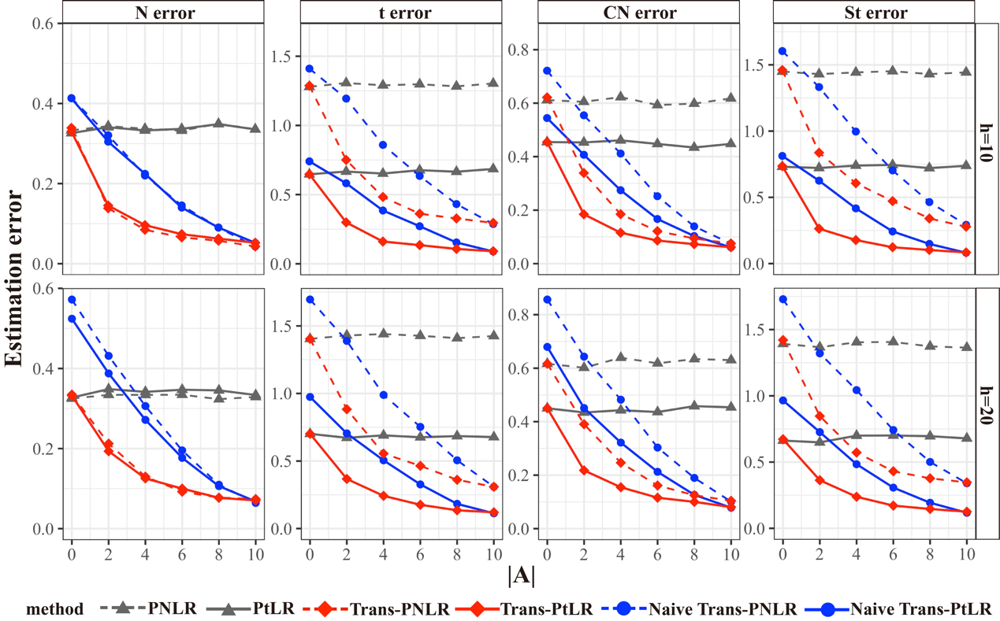 N error t error CN error St error
0.6 0.4 0.2 0.0
1.5 1.0 0.5 0.0
0.8 0.6 0.4 0.2 0.0
1.5 1.0 0.5 0.0
h=10
Estimation error
0.6 0.4 0.2 0.0
1.5 1.0 0.5 0.0
0.8 0.6 0.4 0.2 0.0
1.5 1.0 0.5 0.0
h=20
0 2 4 6 8 10 0 2 4 6 8 10 0 2 4 6 8 10 0 2 4 6 8 10
|A|
method PNLR PtLR Trans-PNLR Trans-PtLR Naive Trans-PNLR Naive Trans-PtLR